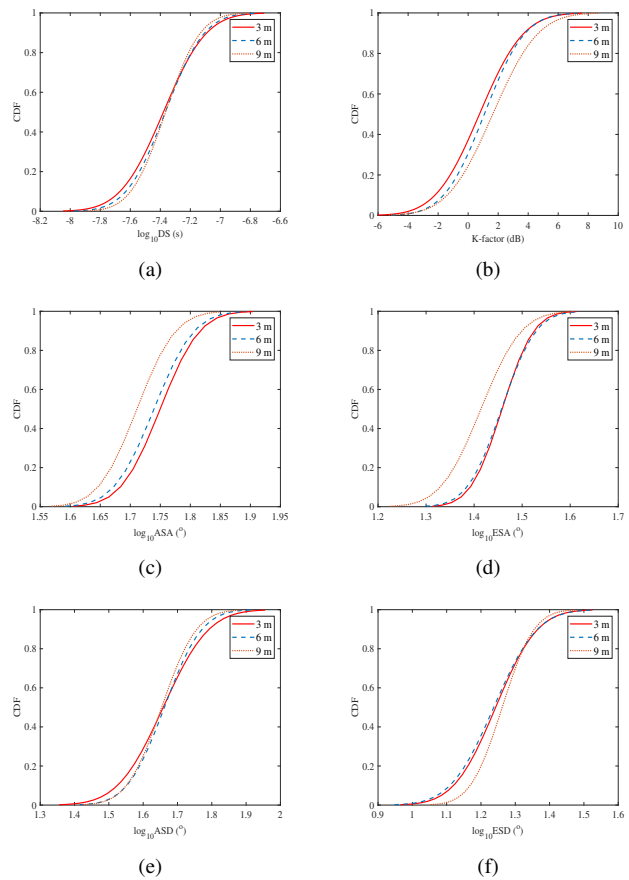 1
0.8
0.6
0.4
0.2
0
CDF
-8.2 -8 -7.8 -7.6 -7.4 -7.2 -7 -6.8 -6.6
log10DS (s)
3 m
6 m
9 m
(a)
1
0.8
0.6
0.4
0.2
0
CDF
-6 -4 -2 0 2 4 6 8 10
K-factor (dB)
3 m
6 m
9 m
(b)
1
0.8
0.6
0.4
0.2
0
CDF
1.55 1.6 1.65 1.7 1.75 1.8 1.85 1.9 1.95
log10ASA (°)
3 m
6 m
9 m
(c)
1
0.8
0.6
0.4
0.2
0
CDF
1.2 1.3 1.4 1.5 1.6 1.7
log10ESA (°)
3 m
6 m
9 m
(d)
1
0.8
0.6
0.4
0.2
0
CDF
1.3 1.4 1.5 1.6 1.7 1.8 1.9 2
log10ASD (°)
3 m
6 m
9 m
(e)
1
0.8
0.6
0.4
0.2
0
CDF
0.9 1 1.1 1.2 1.3 1.4 1.5 1.6
log10ESD (°)
3 m
6 m
9 m
(f)